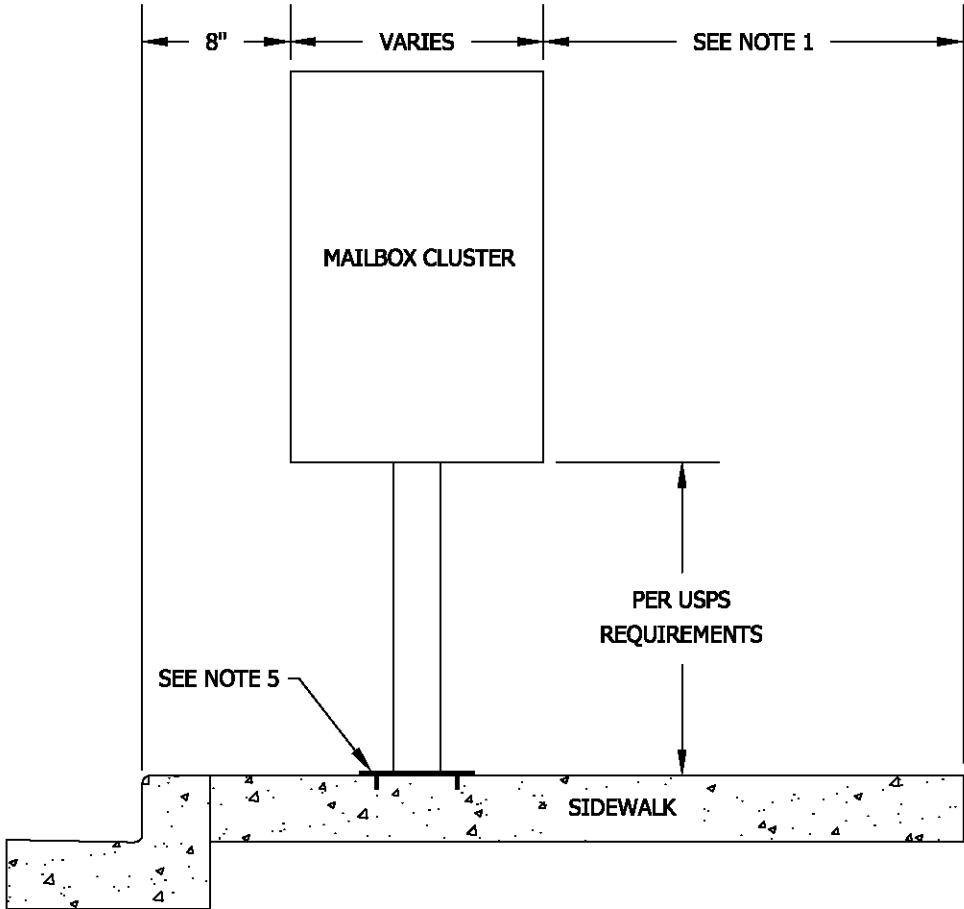 8" VARIES SEE NOTE 1
MAILBOX CLUSTER
PER USPS
REQUIREMENTS
SEE NOTE 5
SIDEWALK